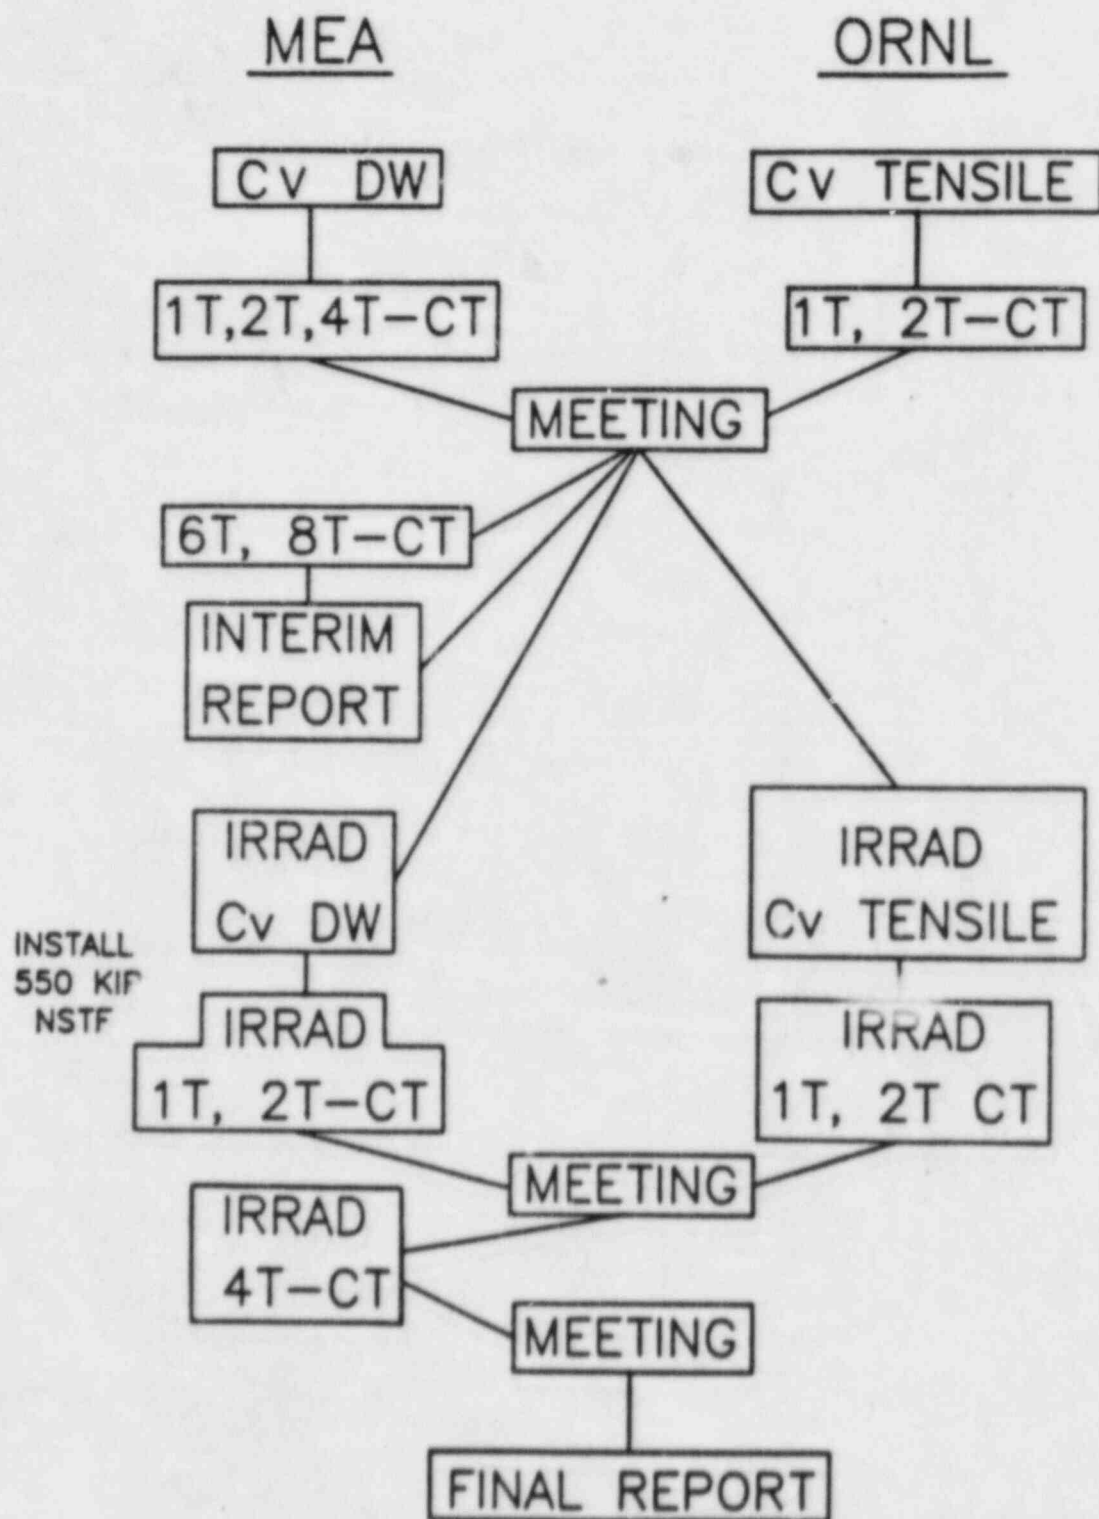 MEA
ORNL
Cv DW
Cv TENSILE
1T,2T,4T-CT
1T, 2T-CT
MEETING
6T, 8T-CT
INTERIM
REPORT
IRRAD
Cv DW
IRRAD
Cv TENSILE
INSTALL
550
IRRAD
1T, 2T-CT
IRRAD
1T, 2T CT
MEETING
IRRAD
4T-CT
MEETING
FINAL REPORT